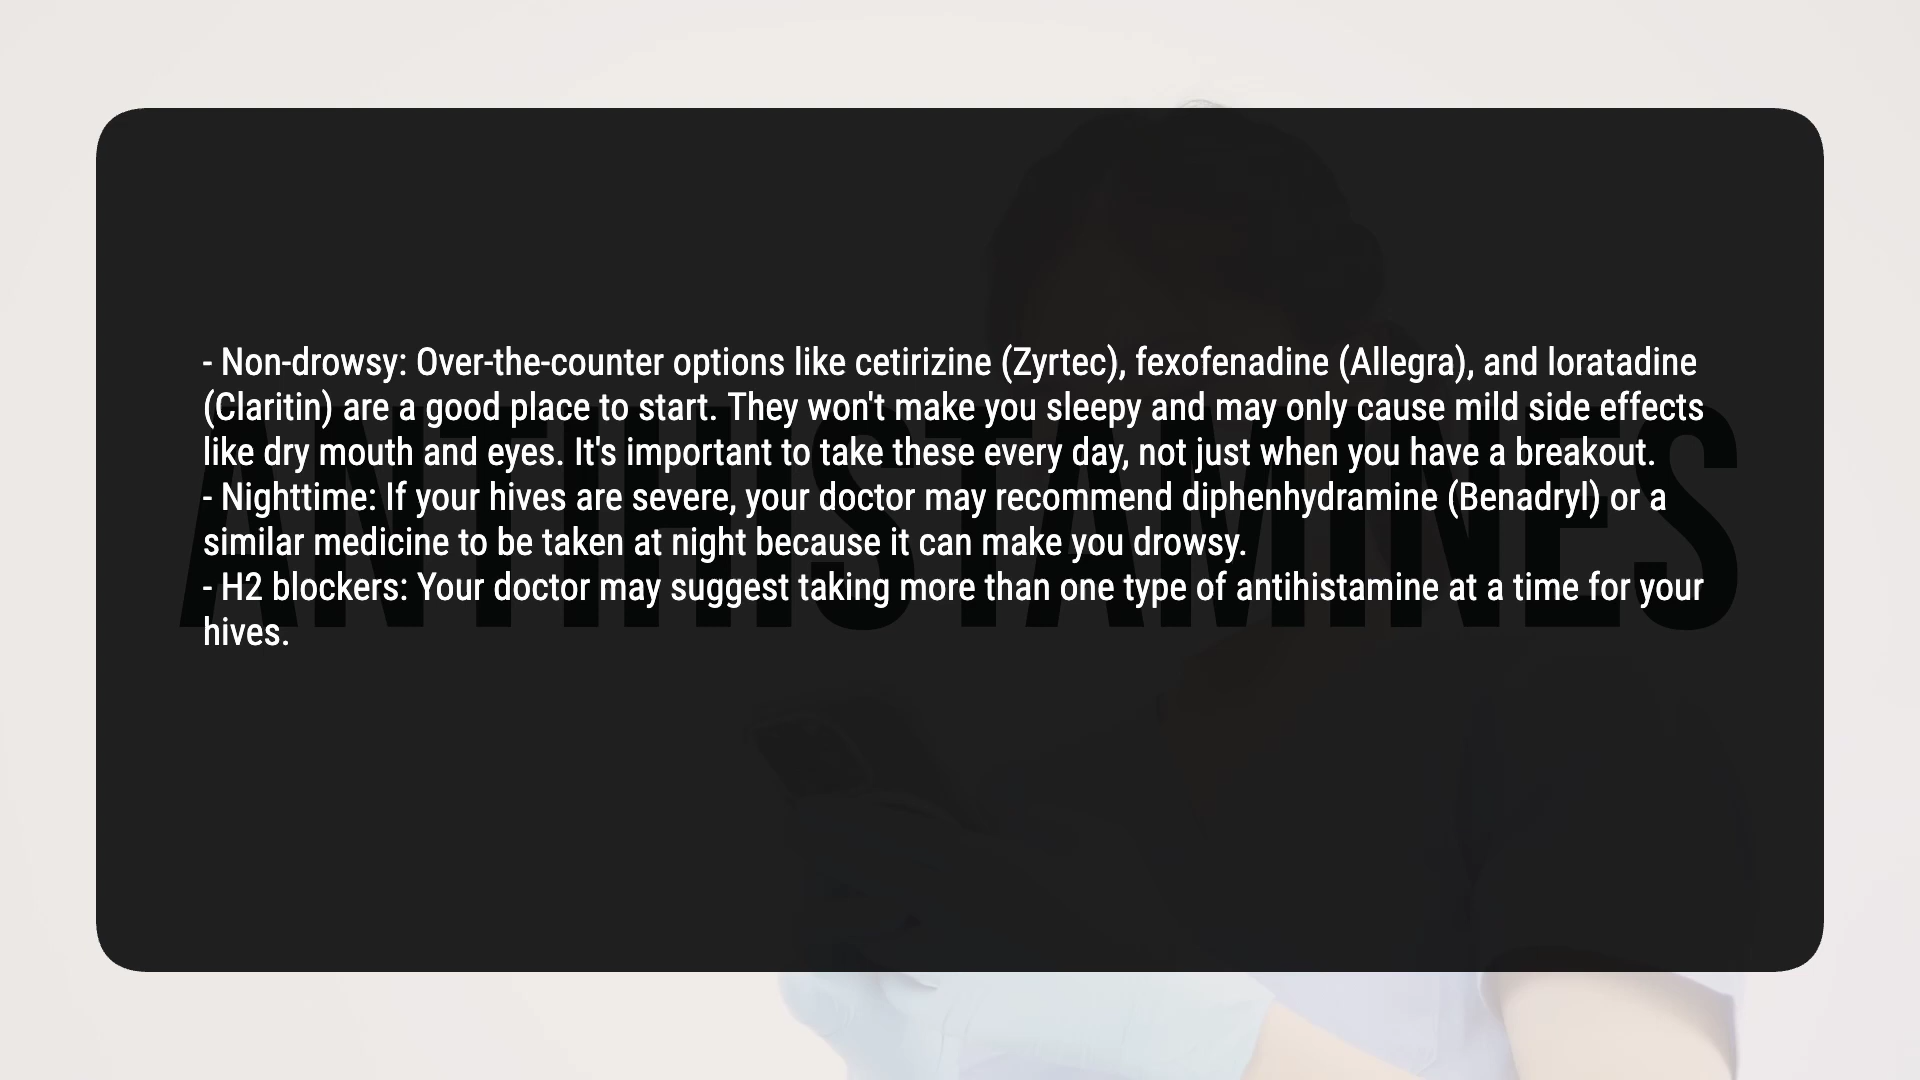 - Non-drowsy: Over-the-counter options like cetirizine (Zyrtec), fexofenadine (Allegra), and loratadine
(Claritin) are a good place to start. They won't make you sleepy and may only cause mild side effects
like dry mouth and eyes. It's important to take these every day, not just when you have a breakout.
- Nighttime: If your hives are severe, your doctor may recommend diphenhydramine (Benadryl) or a
similar medicine to be taken at night because it can make you drowsy.
- H2 blockers: Your doctor may suggest taking more than one type of antihistamine at a time for your
hives.
ANTIHISTAMINES